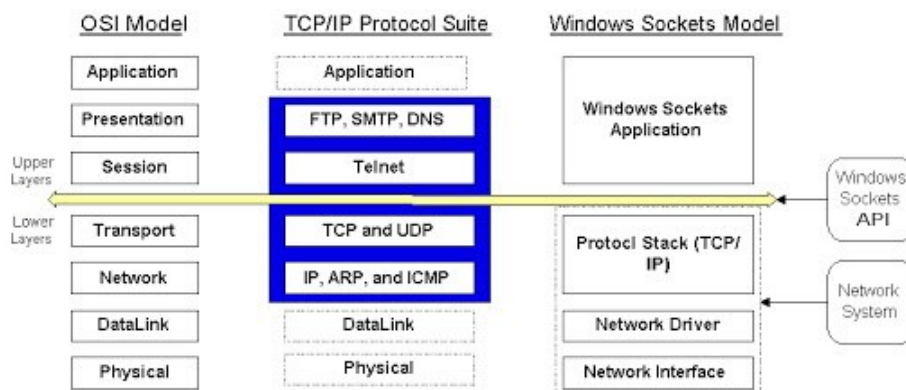 OSI Model
TCP/IP Protocol Suite
Windows Sockets Model
Application
Application
Windows Sockets
Application
Presentation
FTP, SMTP, DNS
Session
Telnet
Upper
Layers
Windows
Sockets
API
Lower
Layers
Transport
TCP and UDP
Protocl Stack (TCP/
IP)
Network
IP, ARP, and ICMP
Network
System
DataLink
DataLink
Network Driver
Physical
Physical
Network Interface